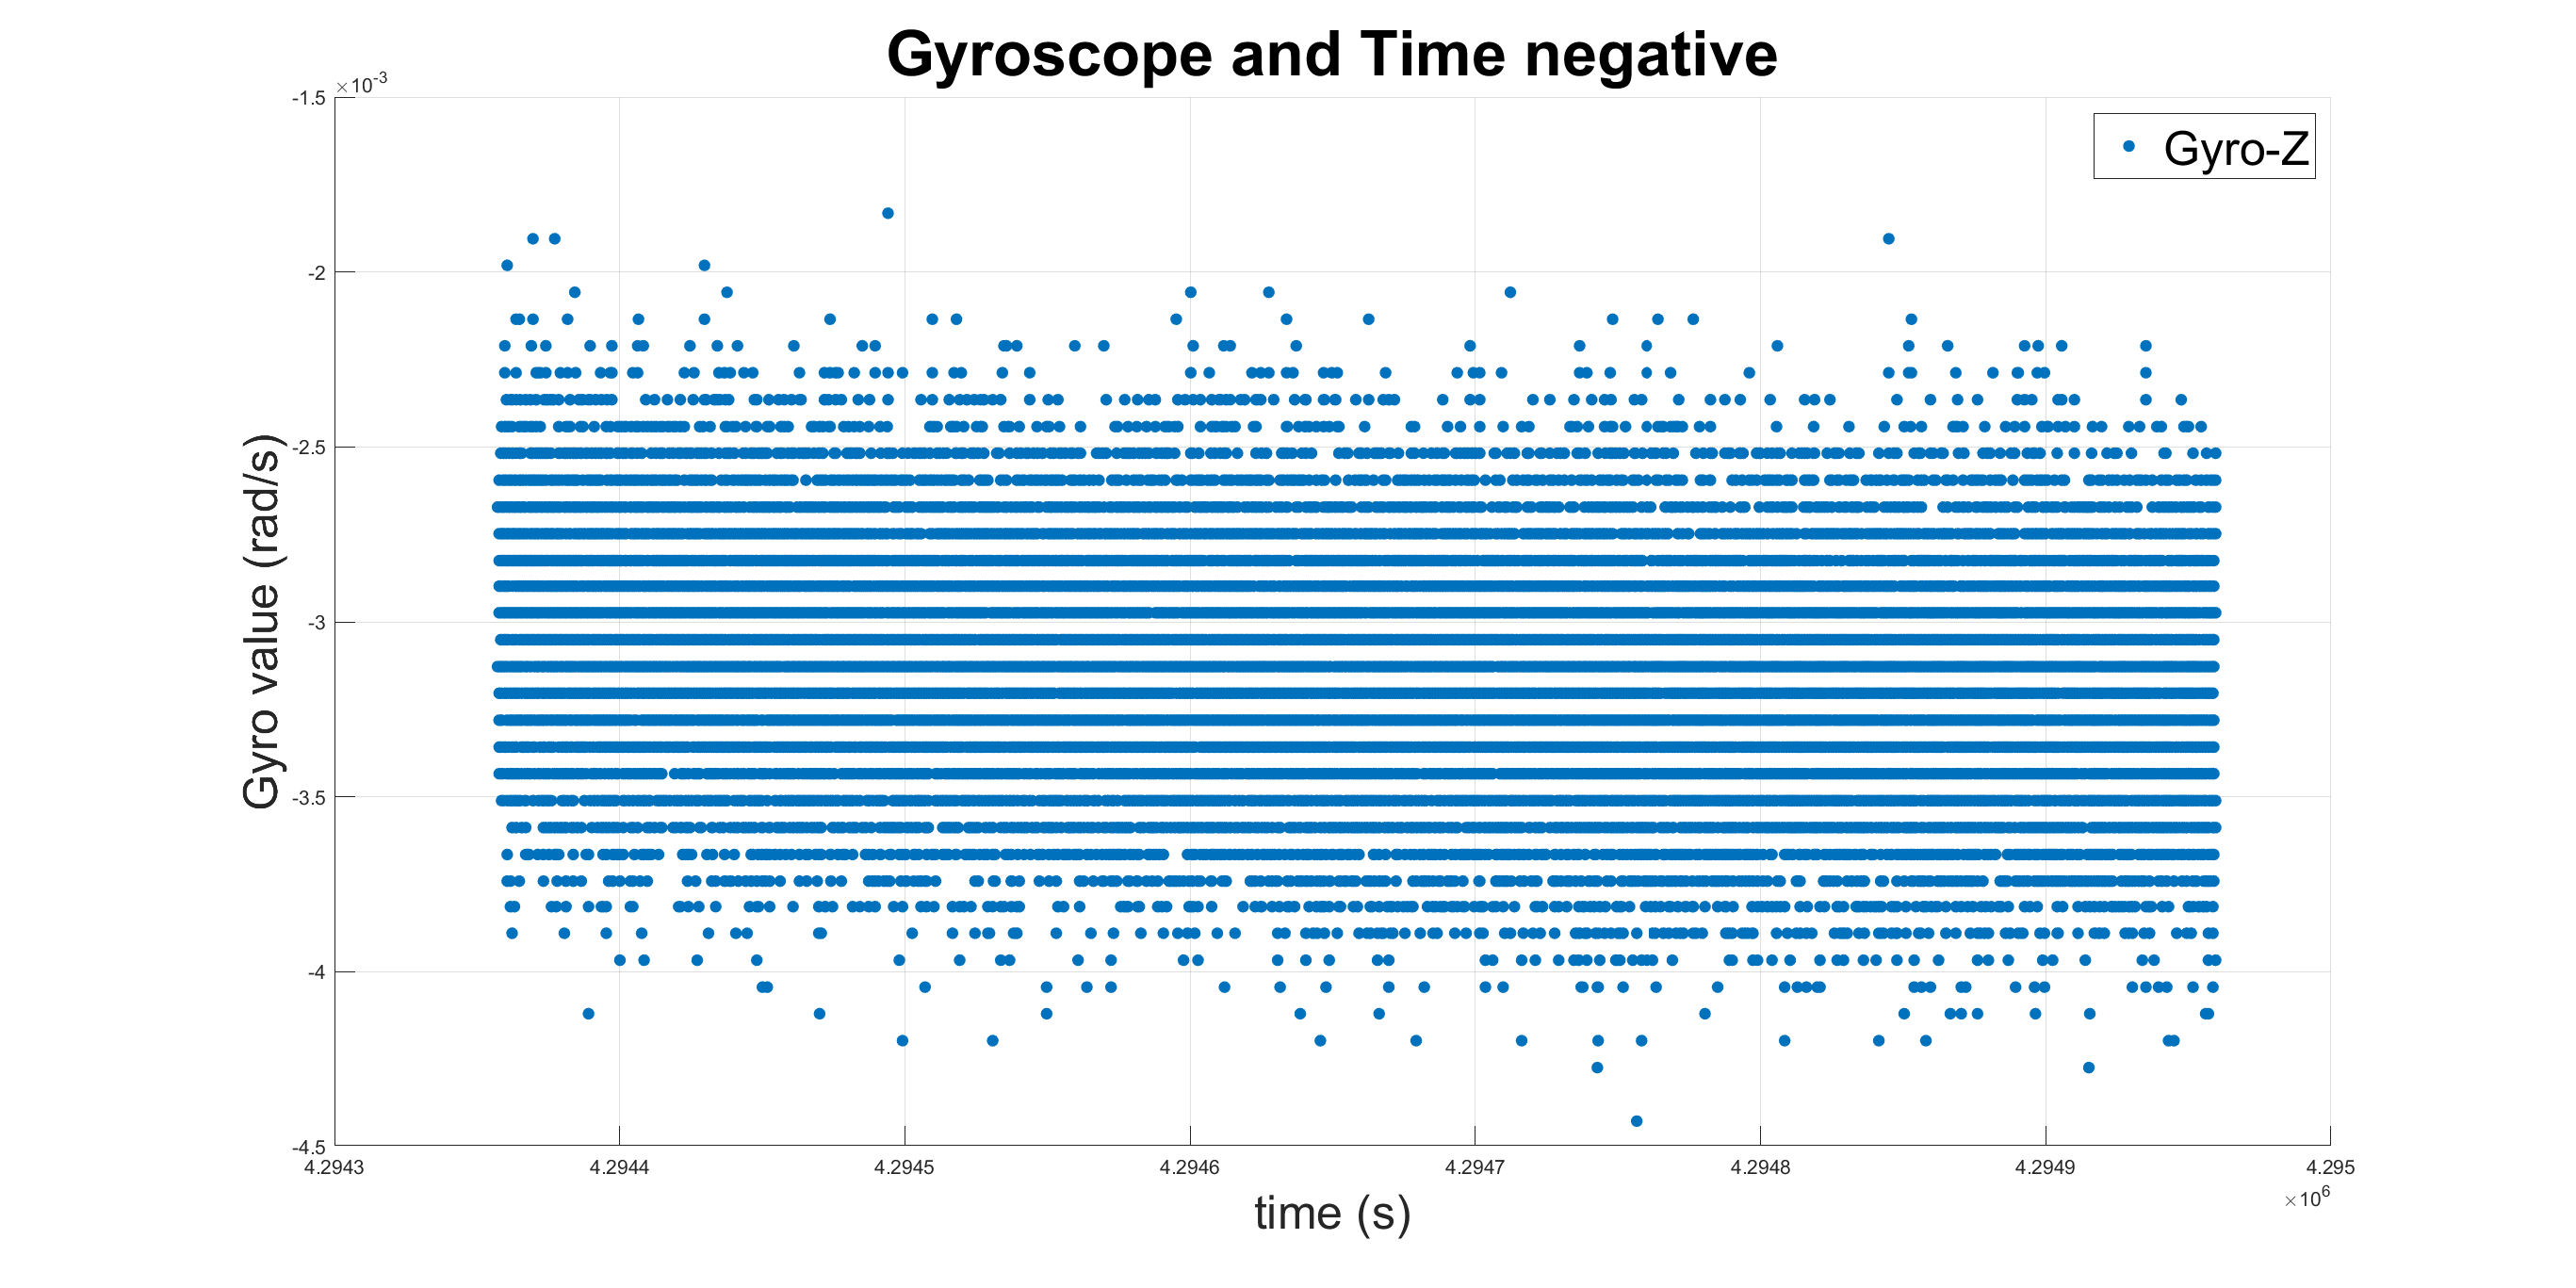 Gyroscope and Time negative
×10-3
Gyro-Z
-1.5
-2
-2.5
-3
-3.5
-4
-4.5
Gyro value (rad/s)
4.2943 4.2944 4.2945 4.2946 4.2947 4.2948 4.2949 4.295
×106
time (s)